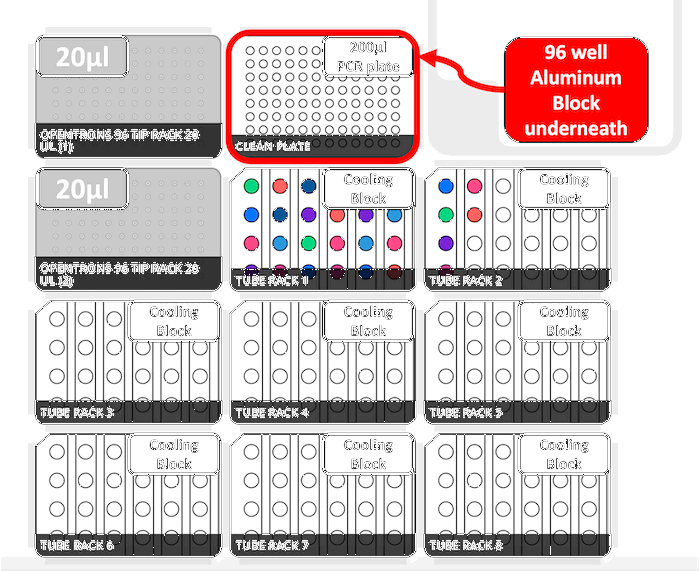 20µl
OPENTRONS 96 TIP RACK 20
UL (1)
200µl
PCR plate
CLEAN PLATE
96 well
Aluminum
Block
underneath
20µl
OPENTRONS 96 TIP RACK 20
UL (2)
Cooling
Block
TUBE RACK 1
Cooling
Block
TUBE RACK 2
Cooling
Block
TUBE RACK 3
Cooling
Block
TUBE RACK 4
Cooling
Block
TUBE RACK 5
Cooling
Block
TUBE RACK 6
Cooling
Block
TUBE RACK 7
Cooling
Block
TUBE RACK 8